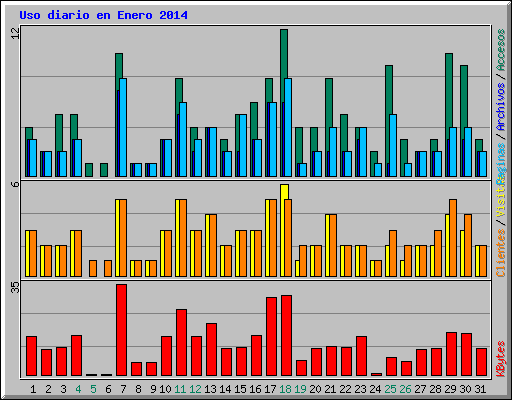 Uso diario en Enero 2014
12
6
35
Accesos / Archivos / Paginas
Visitas / Clientes
KBytes
1 2 3 4 5 6 7 8 9 10 11 12 13 14 15 16 17 18 19 20 21 22 23 24 25 26 27 28 29 30 31